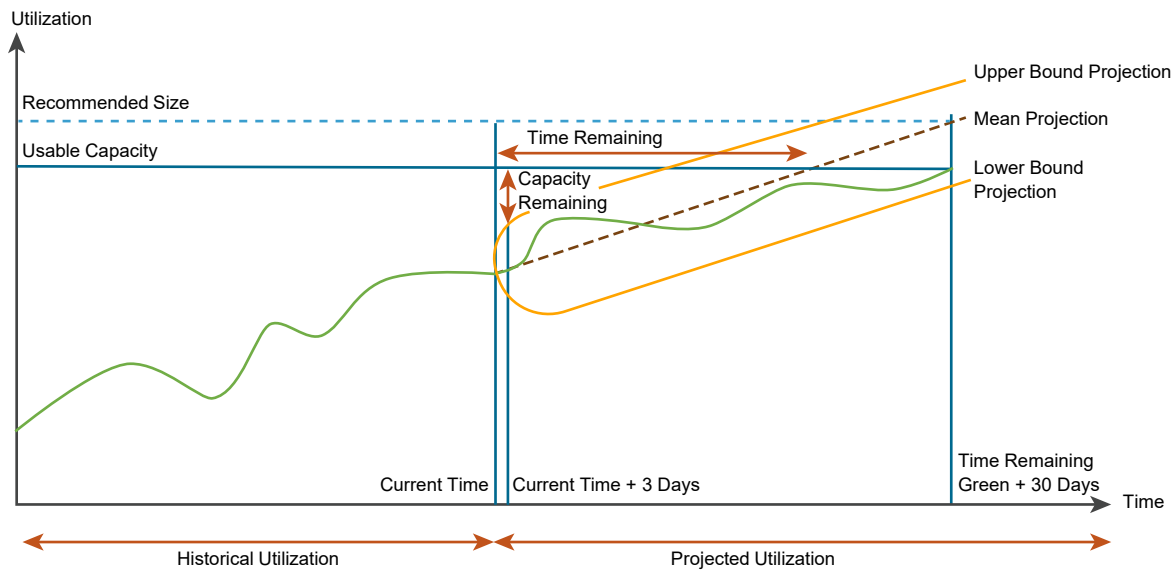 Utilization
Upper Bound Projection
Recommended Size
Mean Projection
Time Remaining
Usable Capacity
Capacity
Remaining
Lower Bound
Projection
Current Time
Current Time + 3 Days
Time Remaining
Green + 30 Days
Time
Historical Utilization
Projected Utilization